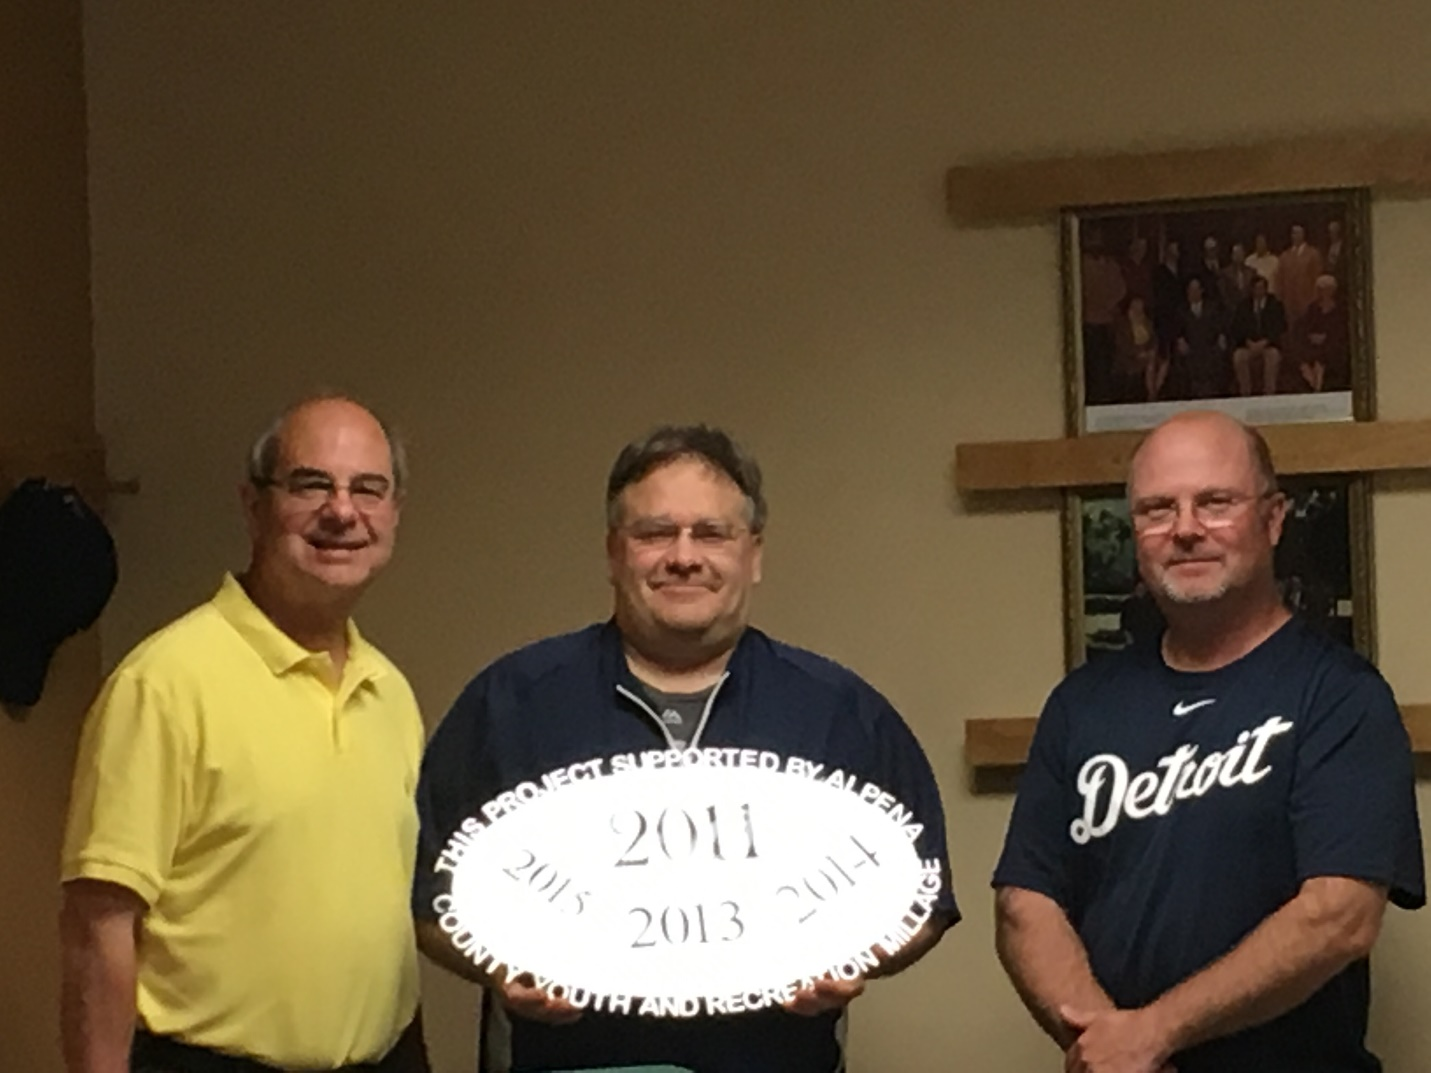 THIS PROJECT SUPPORTED BY ALPENA
2011
2015
2013
2014
COUNTY YOUTH AND RECREATION MILLAGE
Detroit